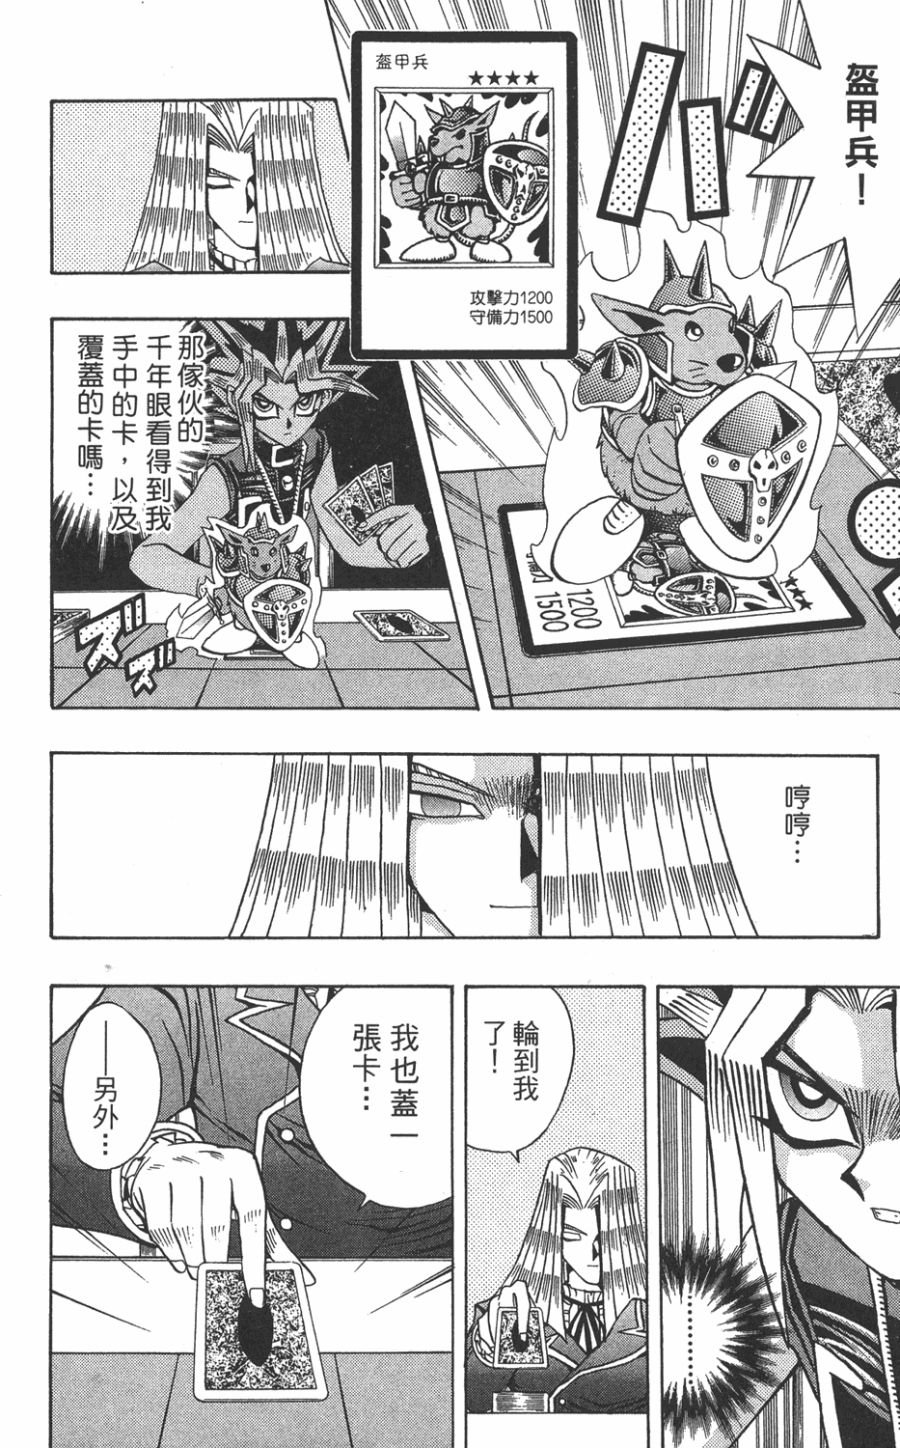 盔甲兵！
盔甲兵
★★★★
攻擊力1200
守備力1500
1200
1500
那傢伙的
千年眼看得到我
手中的卡，以及
覆蓋的卡嗎…
ズズ
哼哼…
…………
輪到我
了！
我也蓋一
張卡…
——另外…